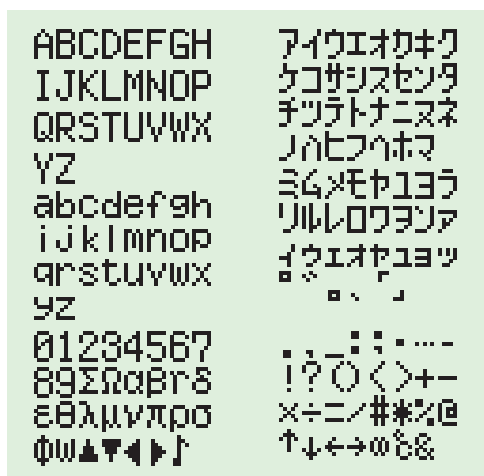 ABCDEFGH
IJKLMNOP
QRSTUVWX
YZ
abcdefgh
ijklmnop
qrstuvwx
yz
01234567
89ΣΩαβγδ
εθλμνπρσ
Φω▲▼◀▶♪
アイウエオカキク
ケコサシスセソタ
チツテトナニヌネ
ノハヒフヘホマ
ミムメモヤユヨラ
リルレロワヲンァ
ィゥェォャュョッ
゜゛「
。、」
.,_:;・…-
!?()<>+−
×÷=/#*%@
↑↓←→∞℃&